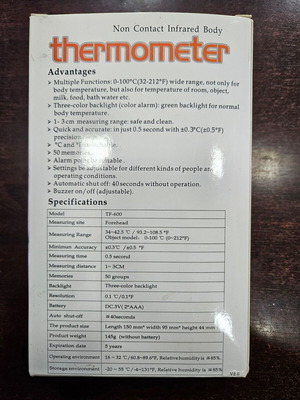 Non Contact Infrared Body
thermometer
Advantages
➤ Multiple Functions: 0-100°C(32-212°F) wide range, not only for
body temperature, but also for temperature of room, object,
milk, food, bath water etc.
➤ Three-color backlight (color alarm): green backlight for normal
body temperature.
➤ 1- 3cm measuring range: safe and clean.
➤ Quick and accurate: in just 0.5 second with ±0.3°C(±0.5°F)
precision
➤ °C and °F
➤ 50 memories
➤ Alarm point
➤ Settings be adjustable for different kinds of people and
operating conditions.
➤ Automatic shut off: 40seconds without operation.
➤ Buzzer on/off (adjustable).
Specifications
Model TF-600
Measuring site Forehead
Measuring Range 34~42.5 °C / 93.2~108.5 °F
Object model: 0-100 °C (0~212°F)
Minimum Accuracy ±0.3°C /±0.5 °F
Measuring time 0.5 second
Measuring distance 1~3CM
Memories 50 groups
Backlight Three-color backlight
Resolution 0.1 °C/0.1°F
Battery DC.3V( 2*AAA)
Auto shut-off ※40seconds
The product size Length 150 mm* width 95 mm* height 44 mm
Product weight 145g (without battery)
Expiration date 5 years
Operating environment 16 ~ 32 °C/60.8~89.6°F, Relative humidity is ※85%
Storage environment -20 ~ 55 °C/-4~131°F, Relative humidity is ※85%